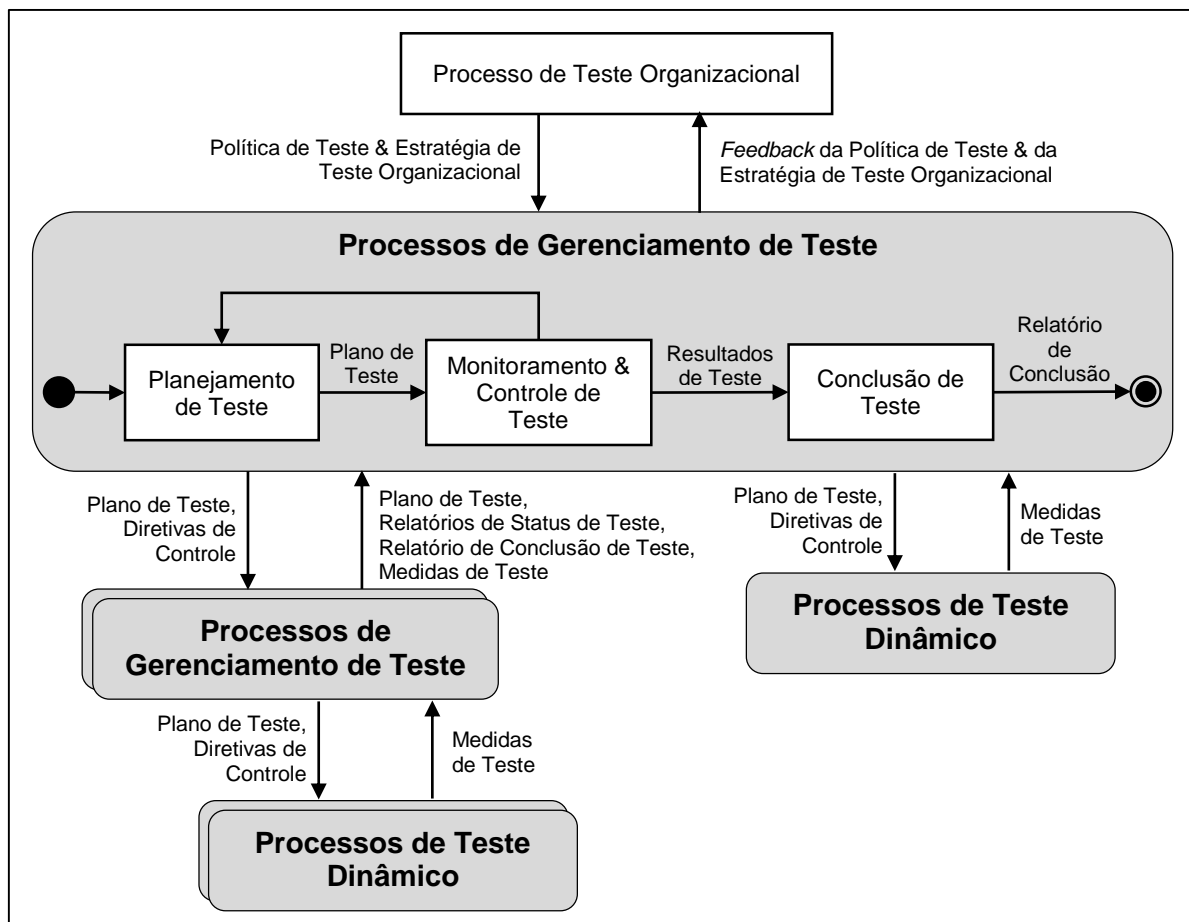 Processo de Teste Organizacional
Política de Teste & Estratégia de
Teste Organizacional
Feedback da Política de Teste & da
Estratégia de Teste Organizacional
Processos de Gerenciamento de Teste
Planejamento
de Teste
Plano de
Teste
Monitoramento &
Controle de
Teste
Resultados
de Teste
Conclusão de
Teste
Relatório
de
Conclusão
Plano de Teste,
Diretivas de
Controle
Plano de Teste,
Relatórios de Status de Teste,
Relatório de Conclusão de Teste,
Medidas de Teste
Plano de Teste,
Diretivas de
Controle
Medidas
de Teste
Processos de
Gerenciamento de Teste
Processos de Teste
Dinâmico
Plano de Teste,
Diretivas de
Controle
Medidas
de Teste
Processos de Teste
Dinâmico